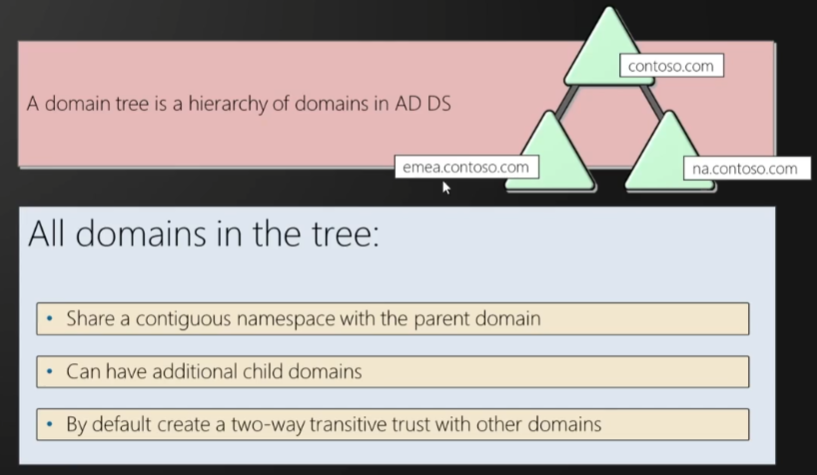 contoso.com
A domain tree is a hierarchy of domains in AD DS
emea.contoso.com
na.contoso.com
All domains in the tree:
• Share a contiguous namespace with the parent domain
• Can have additional child domains
• By default create a two-way transitive trust with other domains